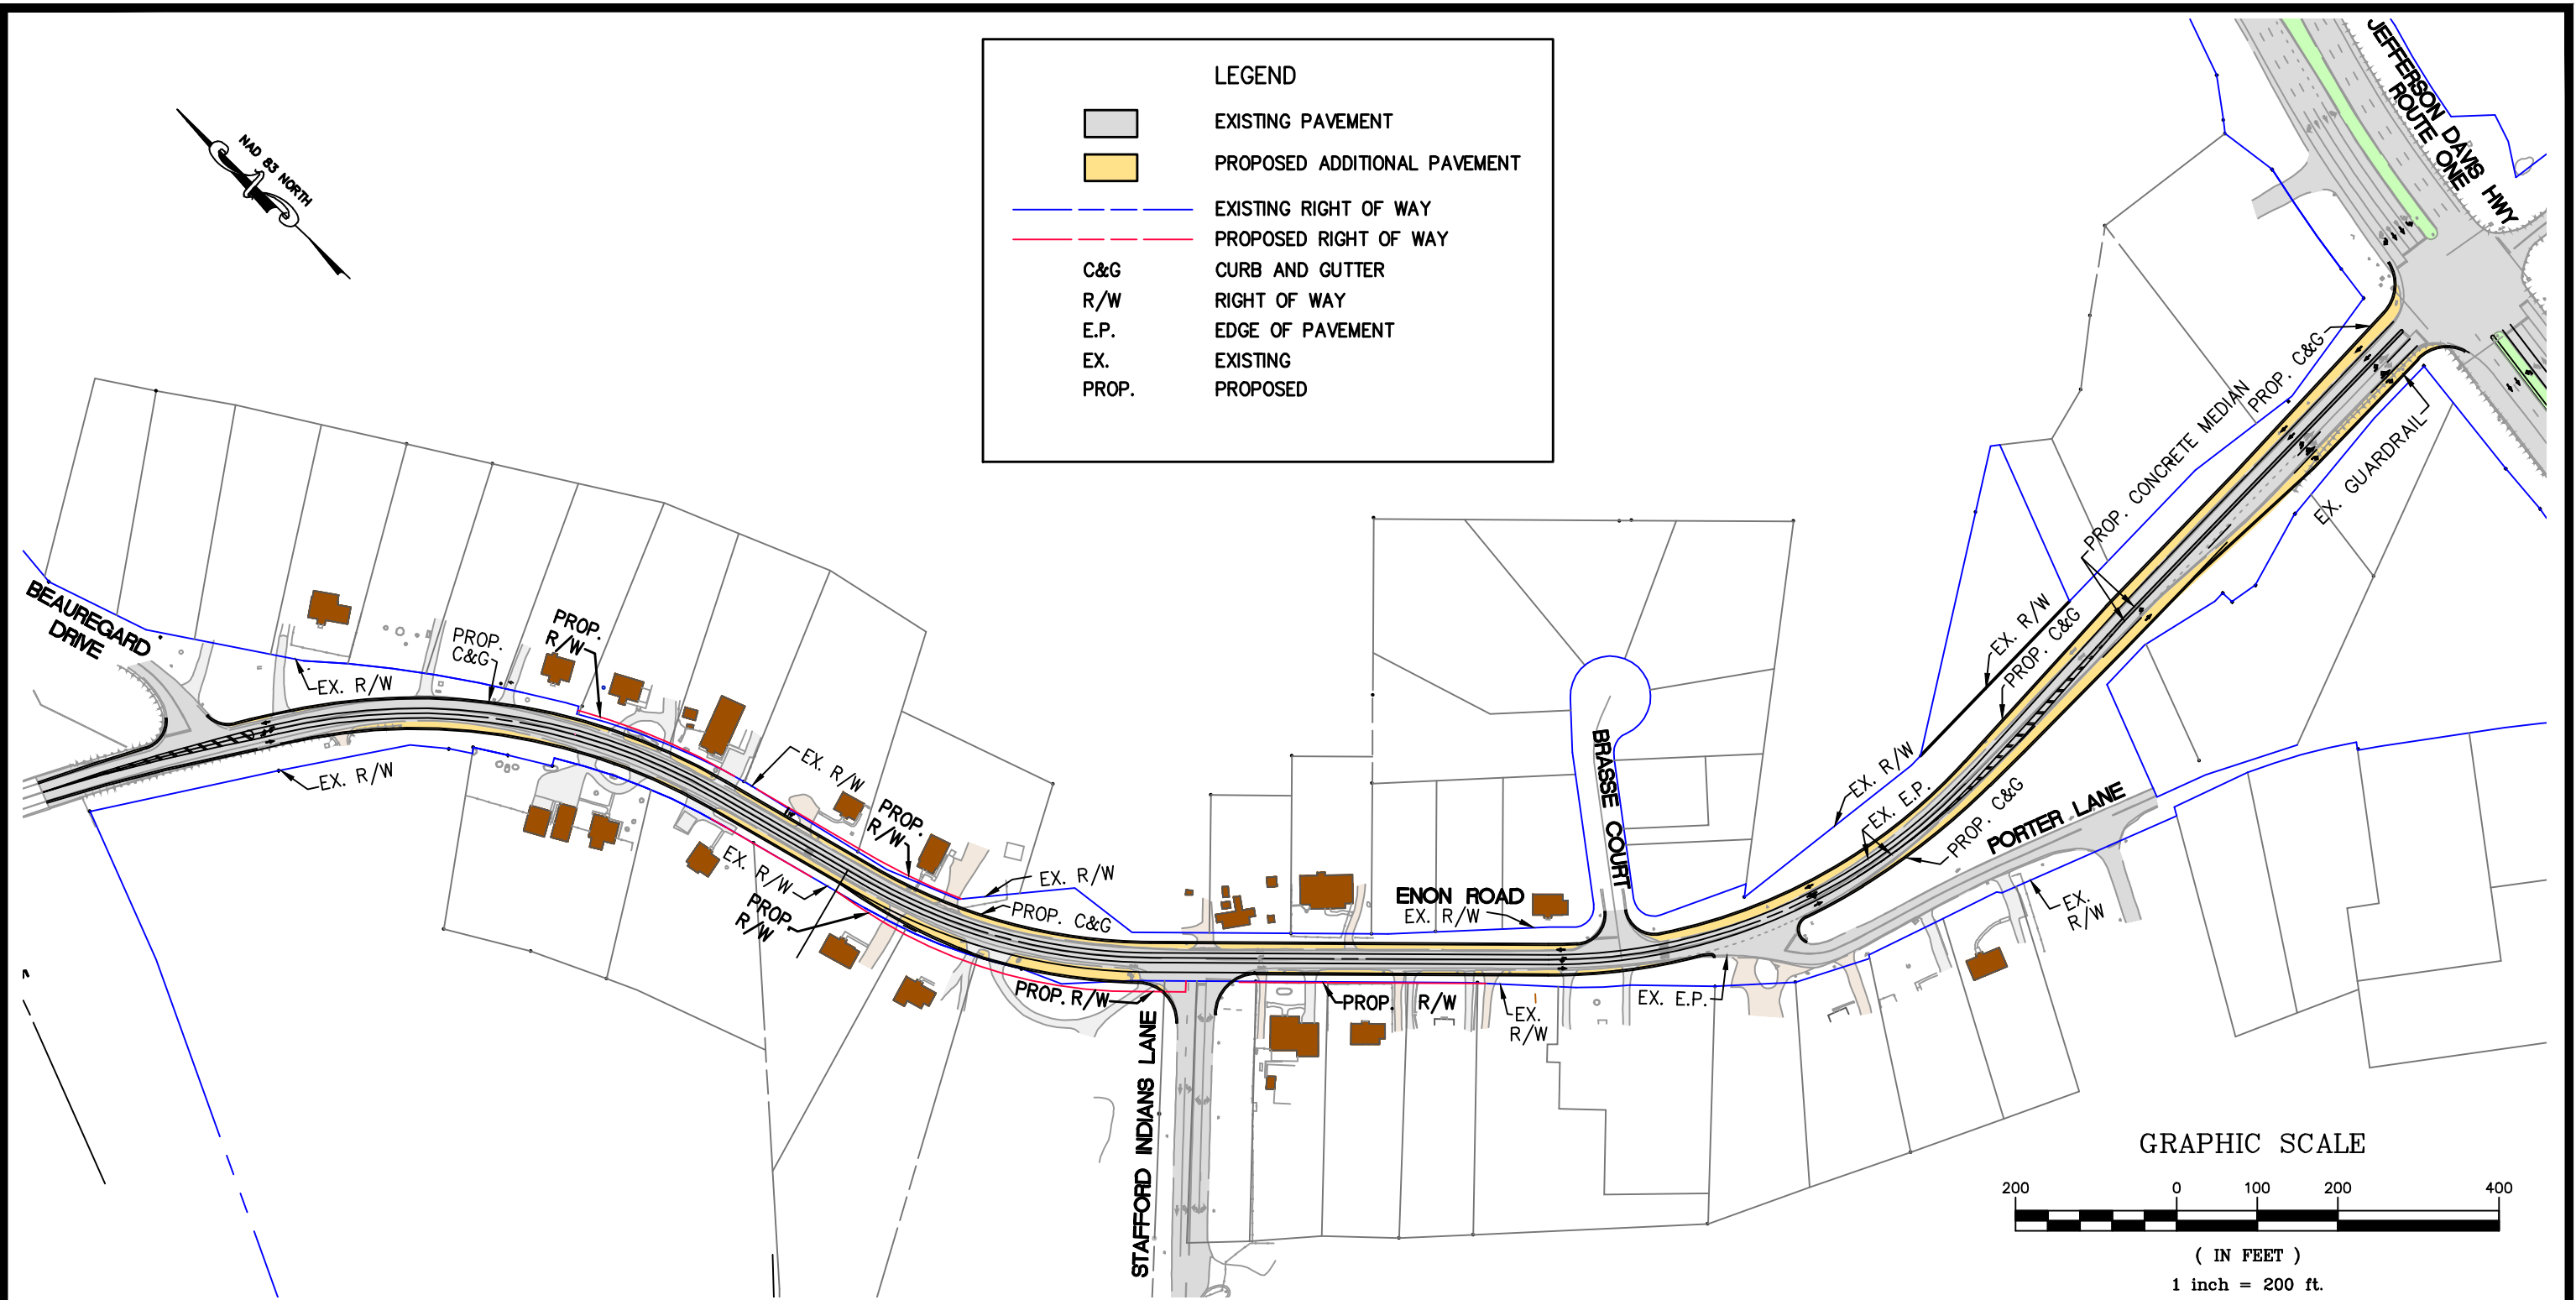 LEGEND
EXISTING PAVEMENT
PROPOSED ADDITIONAL PAVEMENT
EXISTING RIGHT OF WAY
PROPOSED RIGHT OF WAY
C&G CURB AND GUTTER
R/W RIGHT OF WAY
E.P. EDGE OF PAVEMENT
EX. EXISTING
PROP. PROPOSED
NAD 83 NORTH
JEFFERSON DAVIS HWY
ROUTE ONE
PROP. C&G
PROP. CONCRETE MEDIAN
EX. GUARDRAIL
BEAUREGARD
DRIVE
EX. R/W
PROP.
C&G
PROP.
R/W
EX. R/W
EX. R/W
PROP.
R/W
EX. R/W
PROP.
R/W
EX. R/W
PROP. C&G
PROP. R/W
STAFFORD INDIANS LANE
ENON ROAD
EX. R/W
BRASSE COURT
PROP. R/W
EX.
R/W
EX. E.P.
EX. R/W
PROP. C&G
EX. R/W
EX. E.P.
PROP. C&G
PORTER LANE
EX.
R/W
GRAPHIC SCALE
200 0 100 200 400
( IN FEET )
1 inch = 200 ft.